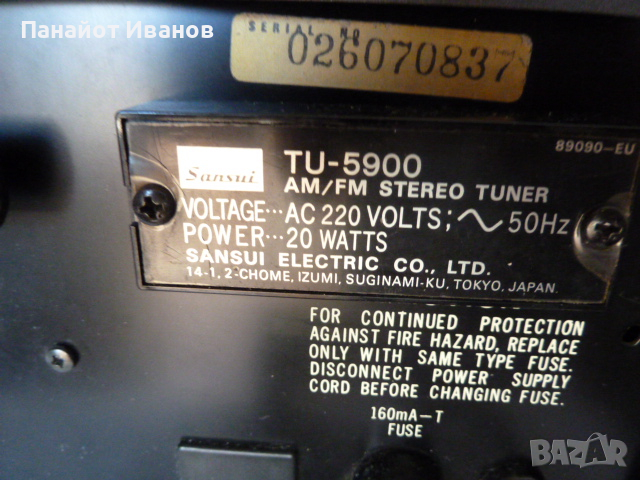 Панайот Иванов
SERIAL NO
026070837
89090-EU
Sansui
TU-5900
AM/FM STEREO TUNER
VOLTAGE···AC 220 VOLTS; ∼ 50Hz
POWER···20 WATTS
SANSUI ELECTRIC CO., LTD.
14-1, 2-CHOME, IZUMI, SUGINAMI-KU, TOKYO, JAPAN.
FOR CONTINUED PROTECTION
AGAINST FIRE HAZARD, REPLACE
ONLY WITH SAME TYPE FUSE.
DISCONNECT POWER SUPPLY
CORD BEFORE CHANGING FUSE.
160mA-T
FUSE
BAZAR